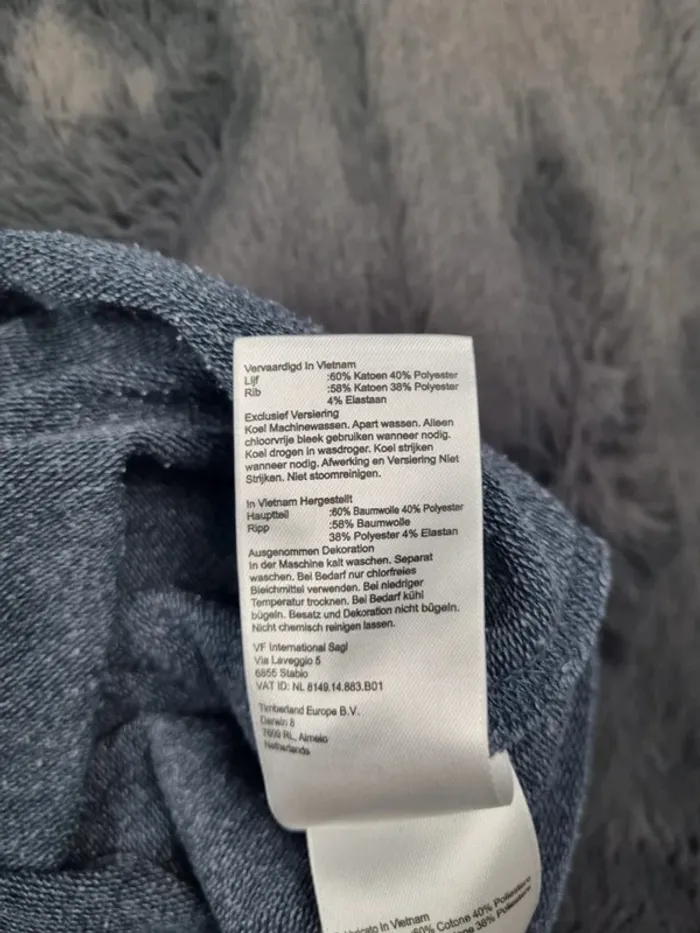 Vervaardigd In Vietnam
Lijf :60% Katoen 40% Polyester
Rib :58% Katoen 38% Polyester
4% Elastaan
Exclusief Versiering
Koel Machinewassen. Apart wassen. Alleen
chloorvrije bleek gebruiken wanneer nodig.
Koel drogen in wasdroger. Koel strijken
wanneer nodig. Afwerking en Versiering Niet
Strijken. Niet stoomreinigen.
In Vietnam Hergestellt
Hauptteil :60% Baumwolle 40% Polyester
Ripp :58% Baumwolle
38% Polyester 4% Elastan
Ausgenommen Dekoration
In der Maschine kalt waschen. Separat
waschen. Bei Bedarf nur chlorfreies
Bleichmittel verwenden. Bei niedriger
Temperatur trocknen. Bei Bedarf kühl
bügeln. Besatz und Dekoration nicht bügeln.
Nicht chemisch reinigen lassen.
VF International Sagl
Via Laveggio 5
6855 Stabio
VAT ID: NL 8149.14.883.B01
Timberland Europe B.V.
Darwin 8
7609 RL, Almelo
Netherlands
In Vietnam
60% Cotone 40% Poliestere
38% Poliestere